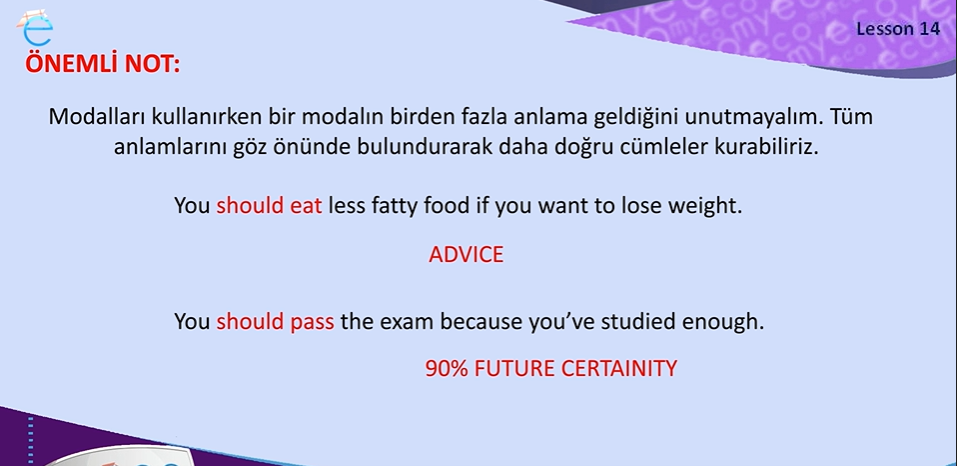 Lesson 14
ÖNEMLİ NOT:
Modalları kullanırken bir modalın birden fazla anlama geldiğini unutmayalım. Tüm
anlamlarını göz önünde bulundurarak daha doğru cümleler kurabiliriz.
You should eat less fatty food if you want to lose weight.
ADVICE
You should pass the exam because you've studied enough.
90% FUTURE CERTAINITY